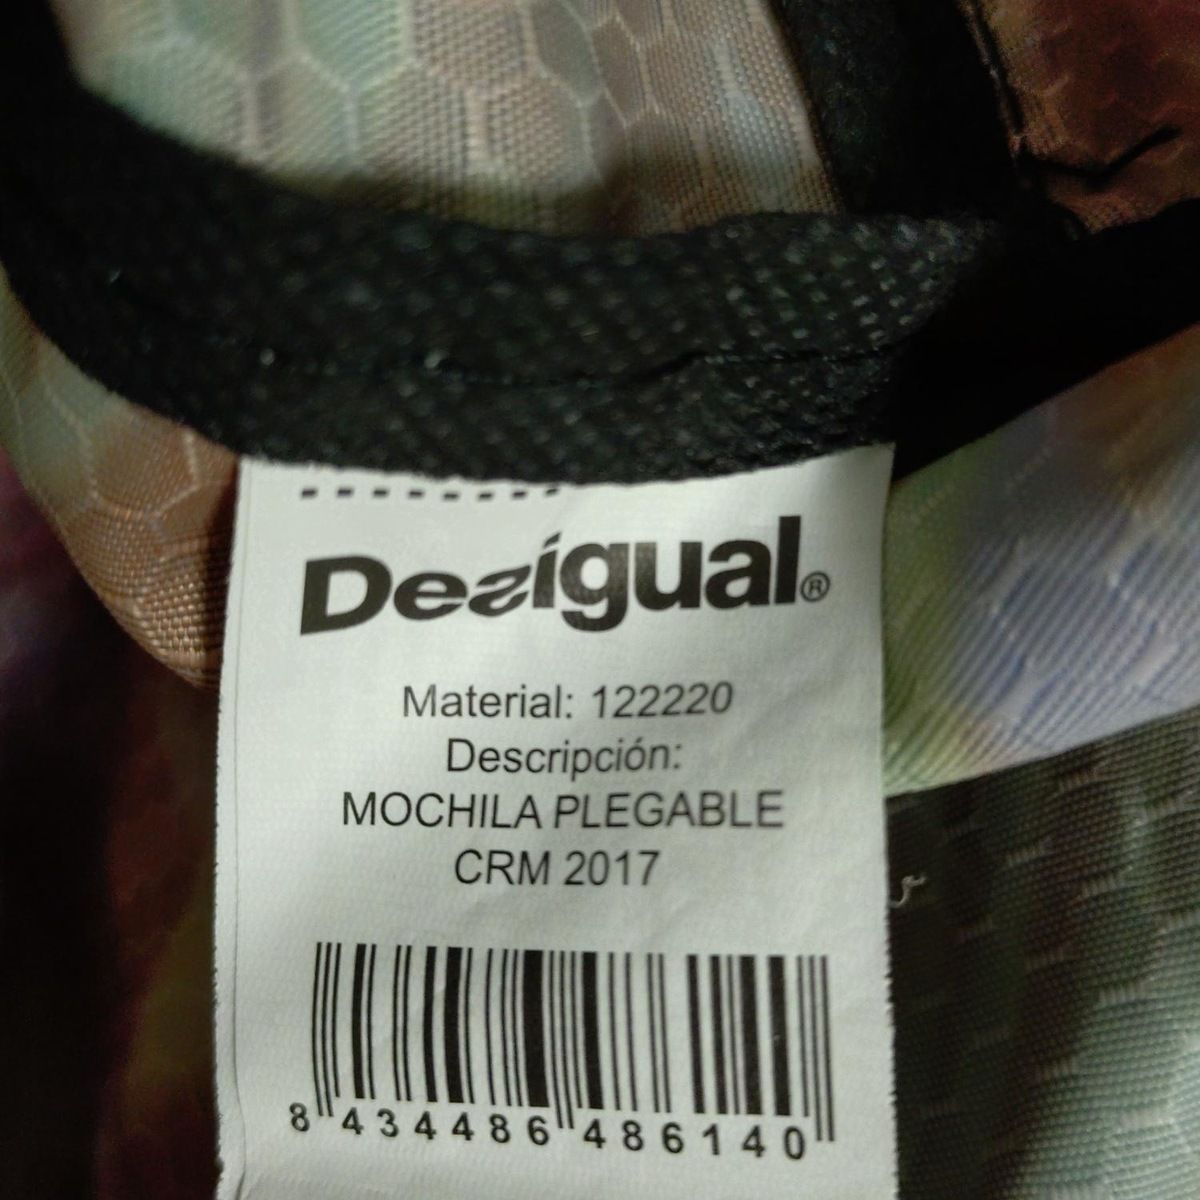 Desigual®
Material: 122220
Descripción:
MOCHILA PLEGABLE
CRM 2017
8 434486 486140